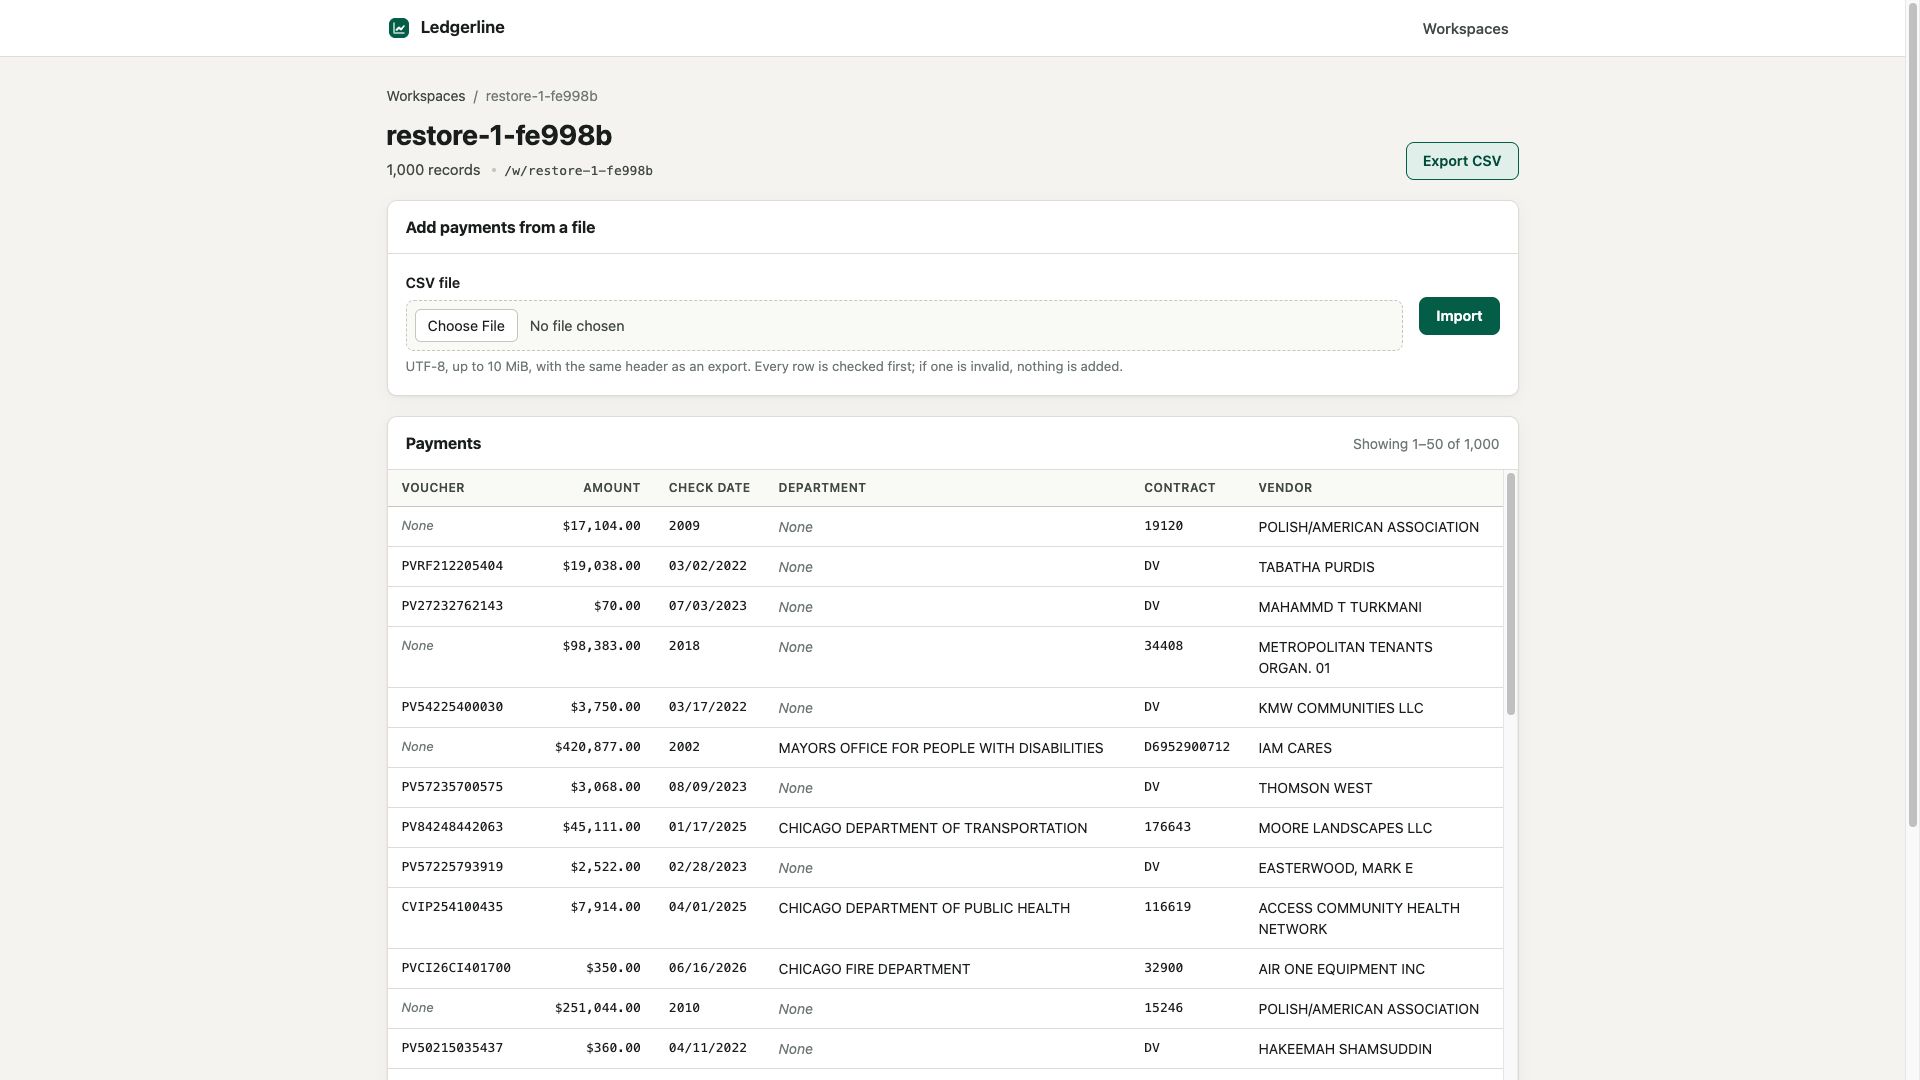 Ledgerline
Workspaces
Workspaces / restore-1-fe998b
restore-1-fe998b
1,000 records • /w/restore-1-fe998b
Export CSV
Add payments from a file
CSV file
Choose File No file chosen
Import
UTF-8, up to 10 MiB, with the same header as an export. Every row is checked first; if one is invalid, nothing is added.
Payments
Showing 1–50 of 1,000
VOUCHER AMOUNT CHECK DATE DEPARTMENT CONTRACT VENDOR
None $17,104.00 2009 None 19120 POLISH/AMERICAN ASSOCIATION
PVRF212205404 $19,038.00 03/02/2022 None DV TABATHA PURDIS
PV27232762143 $70.00 07/03/2023 None DV MAHAMMD T TURKMANI
None $98,383.00 2018 None 34408 METROPOLITAN TENANTS
ORGAN. 01
PV54225400030 $3,750.00 03/17/2022 None DV KMW COMMUNITIES LLC
None $420,877.00 2002 MAYORS OFFICE FOR PEOPLE WITH DISABILITIES D6952900712 IAM CARES
PV57235700575 $3,068.00 08/09/2023 None DV THOMSON WEST
PV84248442063 $45,111.00 01/17/2025 CHICAGO DEPARTMENT OF TRANSPORTATION 176643 MOORE LANDSCAPES LLC
PV57225793919 $2,522.00 02/28/2023 None DV EASTERWOOD, MARK E
CVIP254100435 $7,914.00 04/01/2025 CHICAGO DEPARTMENT OF PUBLIC HEALTH 116619 ACCESS COMMUNITY HEALTH
NETWORK
PVCI26CI401700 $350.00 06/16/2026 CHICAGO FIRE DEPARTMENT 32900 AIR ONE EQUIPMENT INC
None $251,044.00 2010 None 15246 POLISH/AMERICAN ASSOCIATION
PV50215035437 $360.00 04/11/2022 None DV HAKEEMAH SHAMSUDDIN